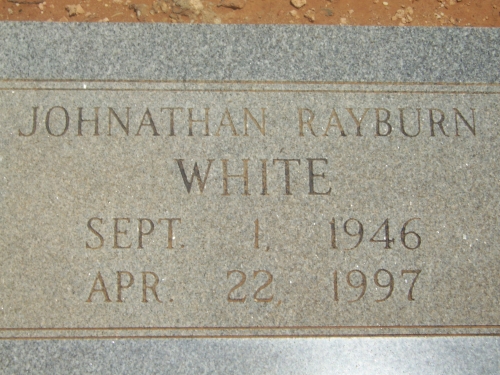 JOHNATHAN RAYBURN
WHITE
SEPT. 1, 1946
APR. 22 1997